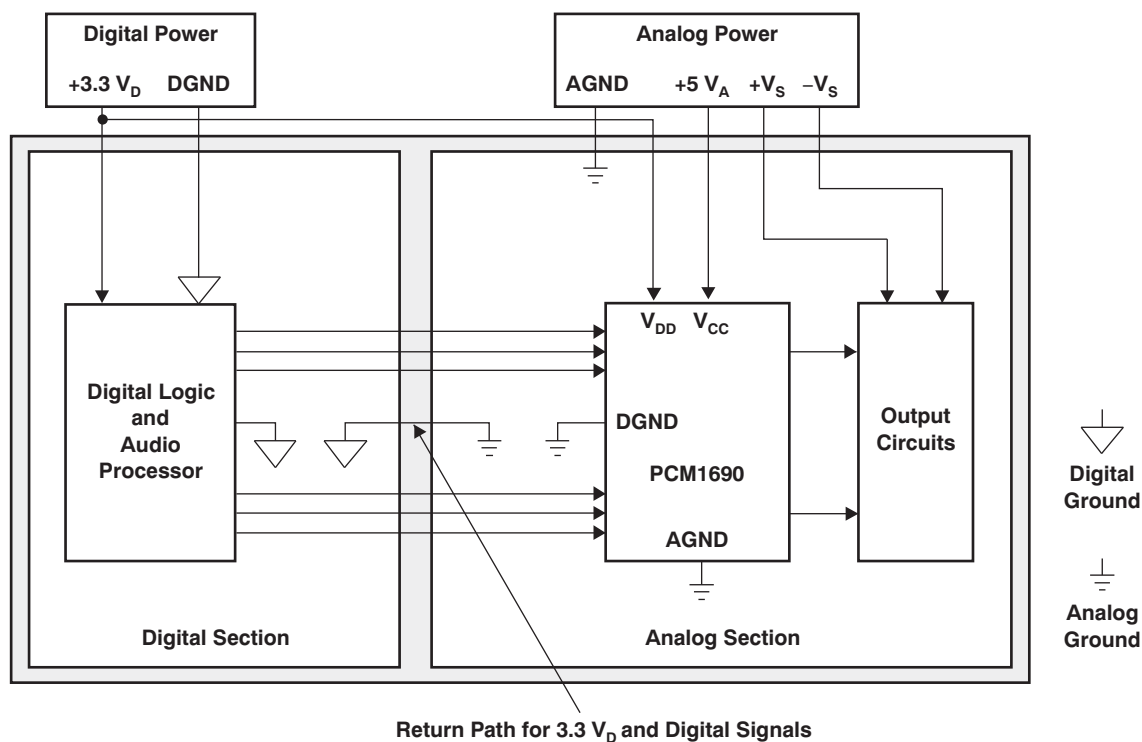 Digital Power
+3.3 V_D DGND
Analog Power
AGND +5 V_A +V_S –V_S
V_DD V_CC
Digital Logic
and
Audio
Processor
DGND
PCM1690
AGND
Output
Circuits
Digital
Ground
Analog
Ground
Digital Section
Analog Section
Return Path for 3.3 V_D and Digital Signals